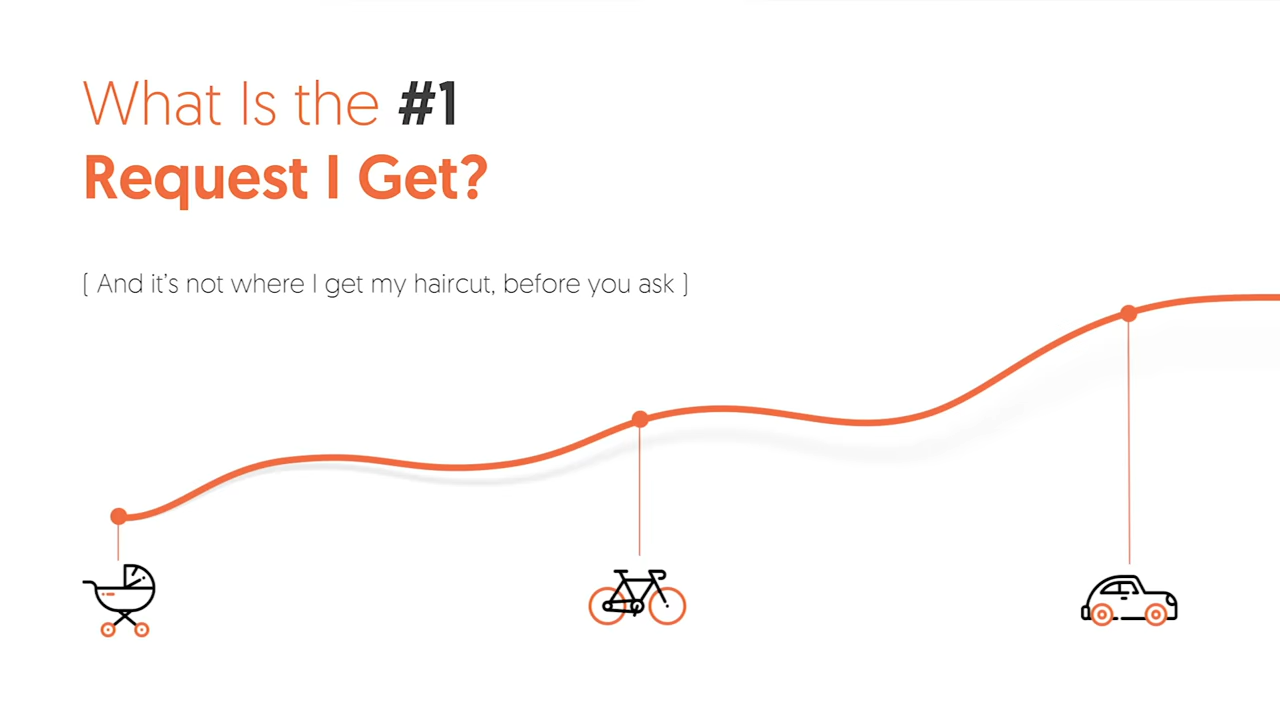 What Is the #1
Request I Get?
( And it's not where I get my haircut, before you ask )